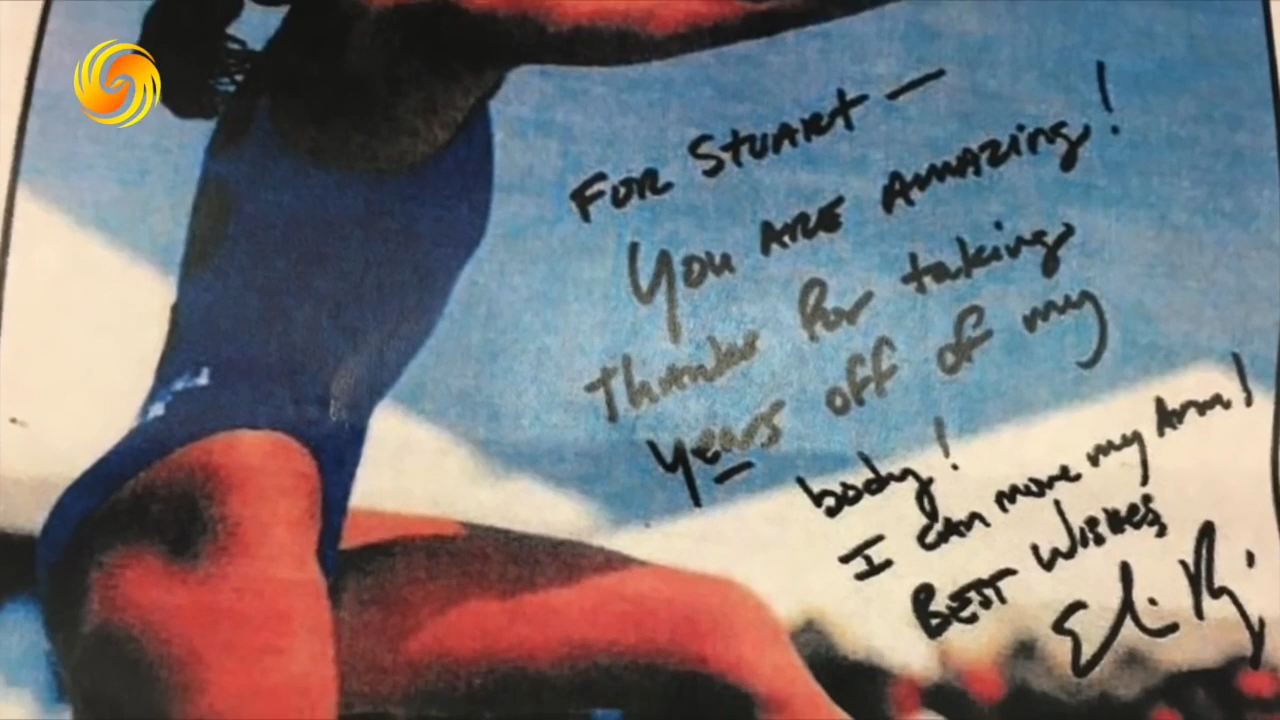 FOR STUART —
YOU ARE AMAZING!
Thanks for taking
years off of my
body!
I can move my Arm!
BEST WISHES